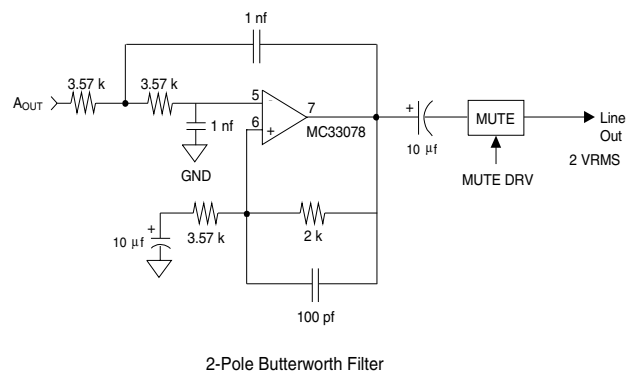 1 nf
3.57 k
3.57 k
AOUT
5
-
7
6
+
MC33078
1 nf
GND
+
10 µf
MUTE
Line
Out
2 VRMS
MUTE DRV
3.57 k
2 k
+
10 µf
100 pf
2-Pole Butterworth Filter